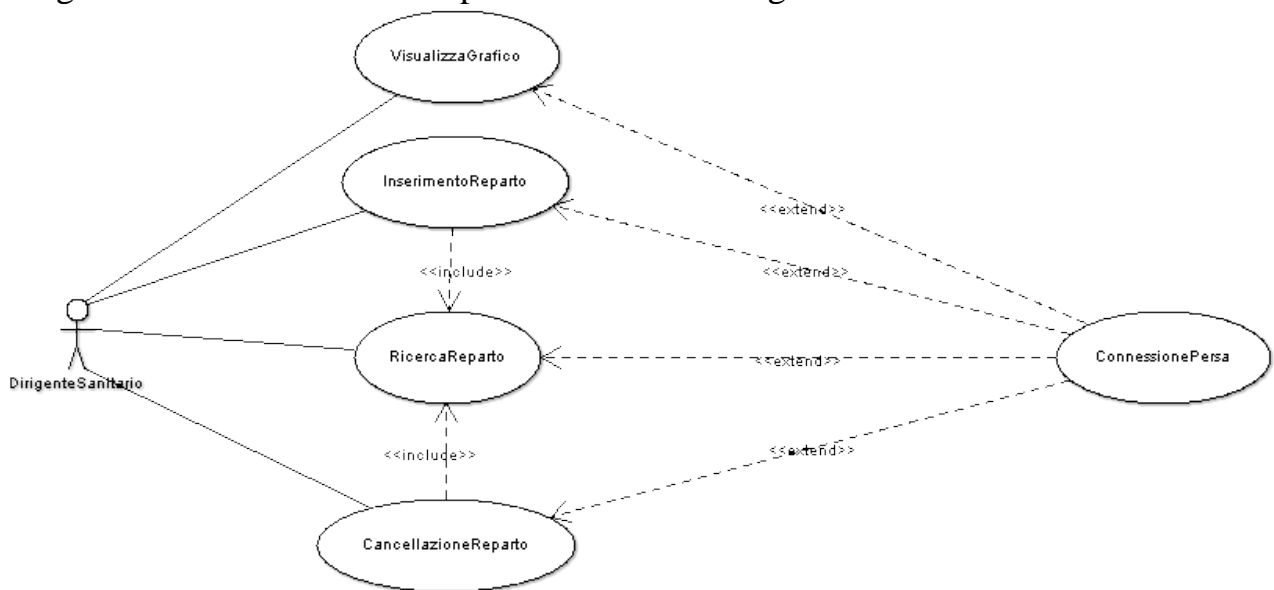 VisualizzaGrafico
InserimentoReparto
<<extend>>
<<include>>
<<extend>>
RicercaReparto
<<extend>>
ConnessionePersa
DirigenteSanitario
<<include>>
<<extend>>
CancellazioneReparto